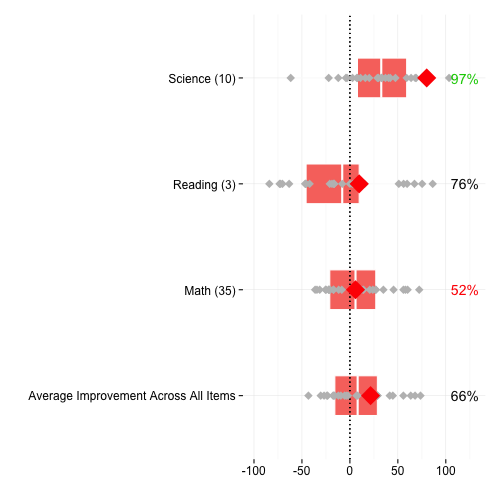 Science (10)
97%
Reading (3)
76%
Math (35)
52%
Average Improvement Across All Items
66%
-100 -50 0 50 100